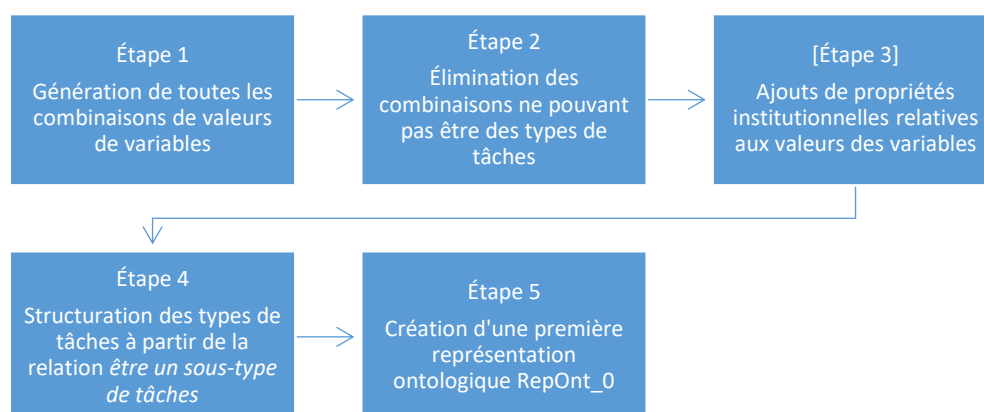 Étape 1
Génération de toutes les
combinaisons de valeurs
de variables
Étape 2
Élimination des
combinaisons ne pouvant
pas être des types de
tâches
[Étape 3]
Ajouts de propriétés
institutionnelles relatives
aux valeurs des variables
Étape 4
Structuration des types de
tâches à partir de la
relation être un sous-type
de tâches
Étape 5
Création d'une première
représentation
ontologique RepOnt_0